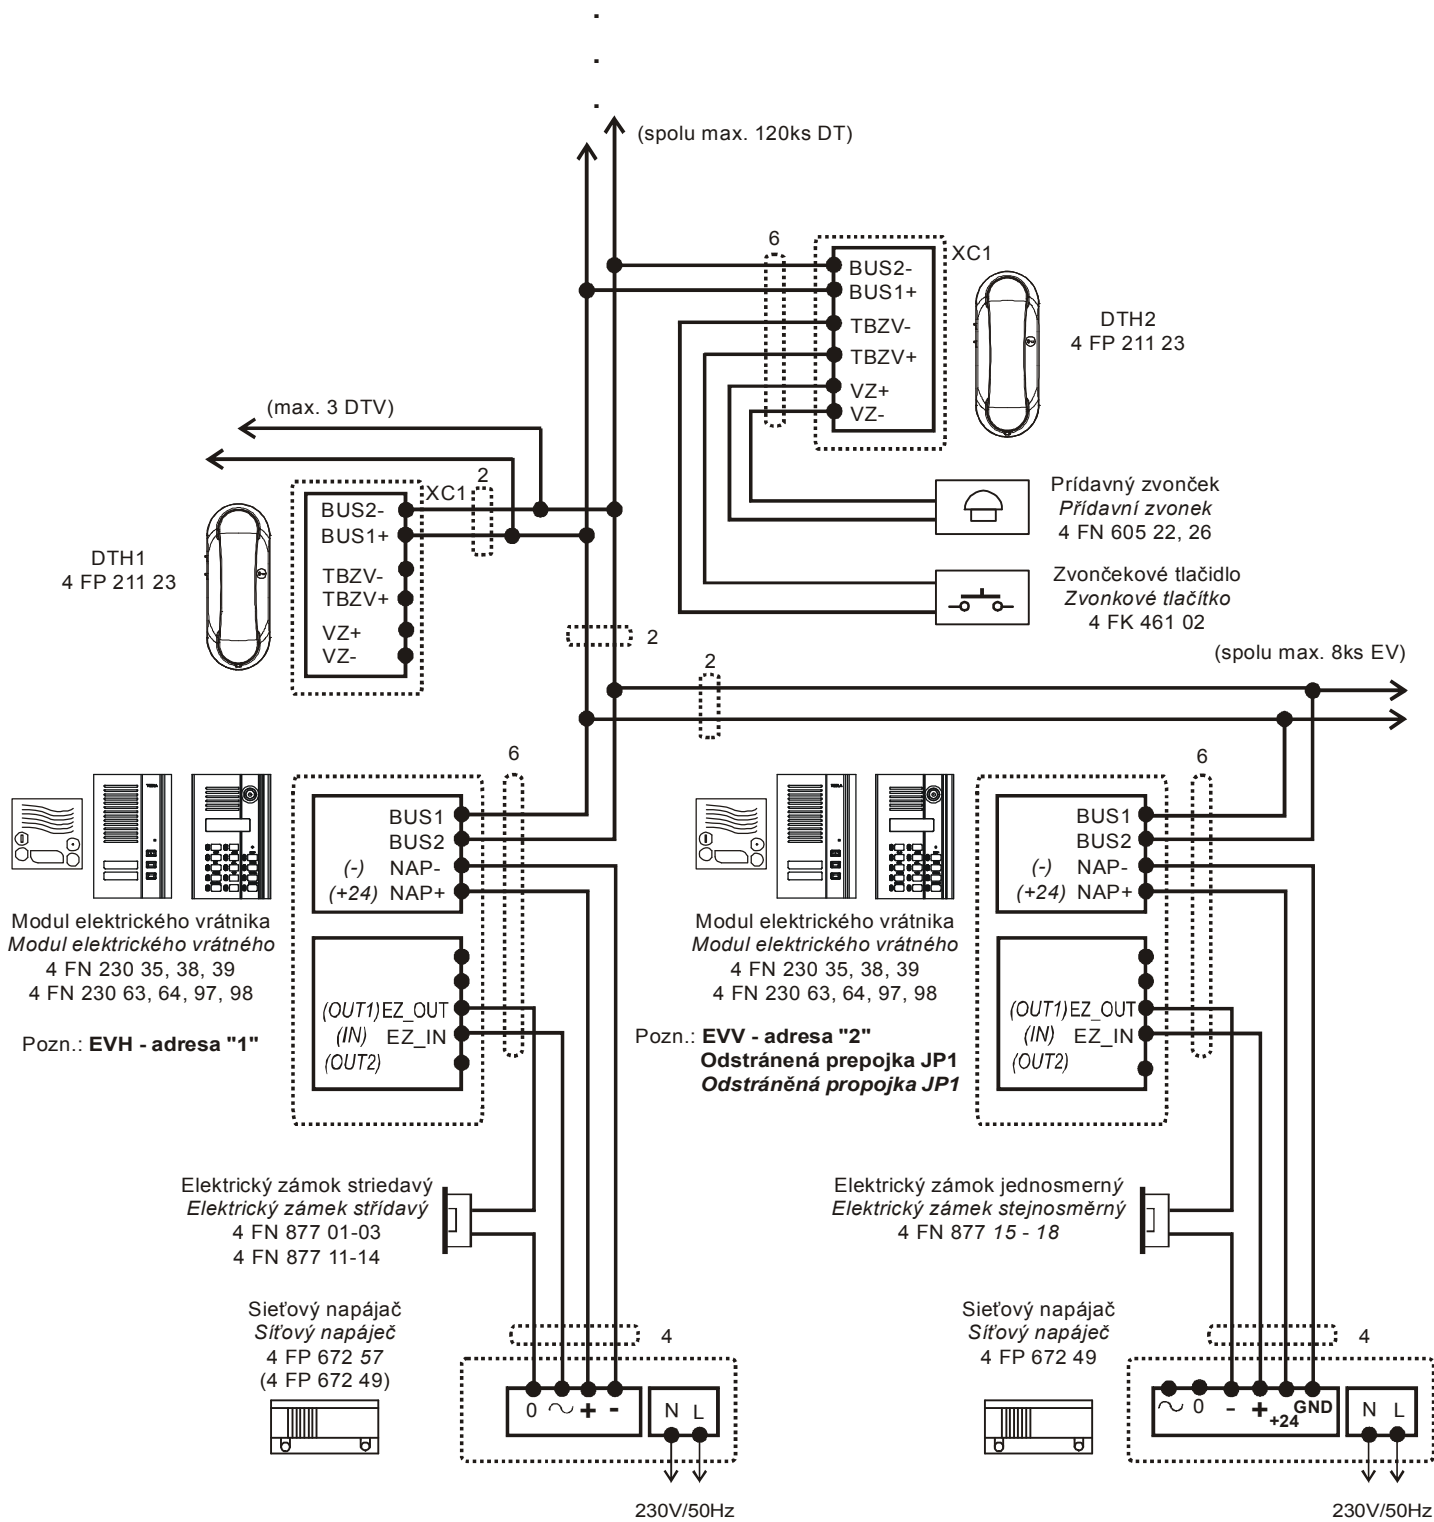 (spolu max. 120ks DT)
6
XC1
BUS2-
BUS1+
TBZV-
TBZV+
VZ+
VZ-
DTH2
4 FP 211 23
(max. 3 DTV)
2
XC1
BUS2-
BUS1+
TBZV-
TBZV+
VZ+
VZ-
DTH1
4 FP 211 23
Prídavný zvonček
Přídavní zvonek
4 FN 605 22, 26
Zvončekové tlačidlo
Zvonkové tlačítko
4 FK 461 02
2
2
(spolu max. 8ks EV)
6
BUS1
BUS2
(-) NAP-
(+24) NAP+
(OUT1) EZ_OUT
(IN) EZ_IN
(OUT2)
Modul elektrického vrátnika
Modul elektrického vrátného
4 FN 230 35, 38, 39
4 FN 230 63, 64, 97, 98
Pozn.: EVH - adresa "1"
6
BUS1
BUS2
(-) NAP-
(+24) NAP+
(OUT1) EZ_OUT
(IN) EZ_IN
(OUT2)
Modul elektrického vrátnika
Modul elektrického vrátného
4 FN 230 35, 38, 39
4 FN 230 63, 64, 97, 98
Pozn.: EVV - adresa "2"
Odstránená prepojka JP1
Odstráněná propojka JP1
Elektrický zámok striedavý
Elektrický zámek střídavý
4 FN 877 01-03
4 FN 877 11-14
Elektrický zámok jednosmerný
Elektrický zámek stejnosměrný
4 FN 877 15 - 18
Sieťový napájač
Síťový napáječ
4 FP 672 57
(4 FP 672 49)
4
0 ~ + -
N L
230V/50Hz
Sieťový napájač
Síťový napáječ
4 FP 672 49
4
~ 0 - + +24 GND
N L
230V/50Hz